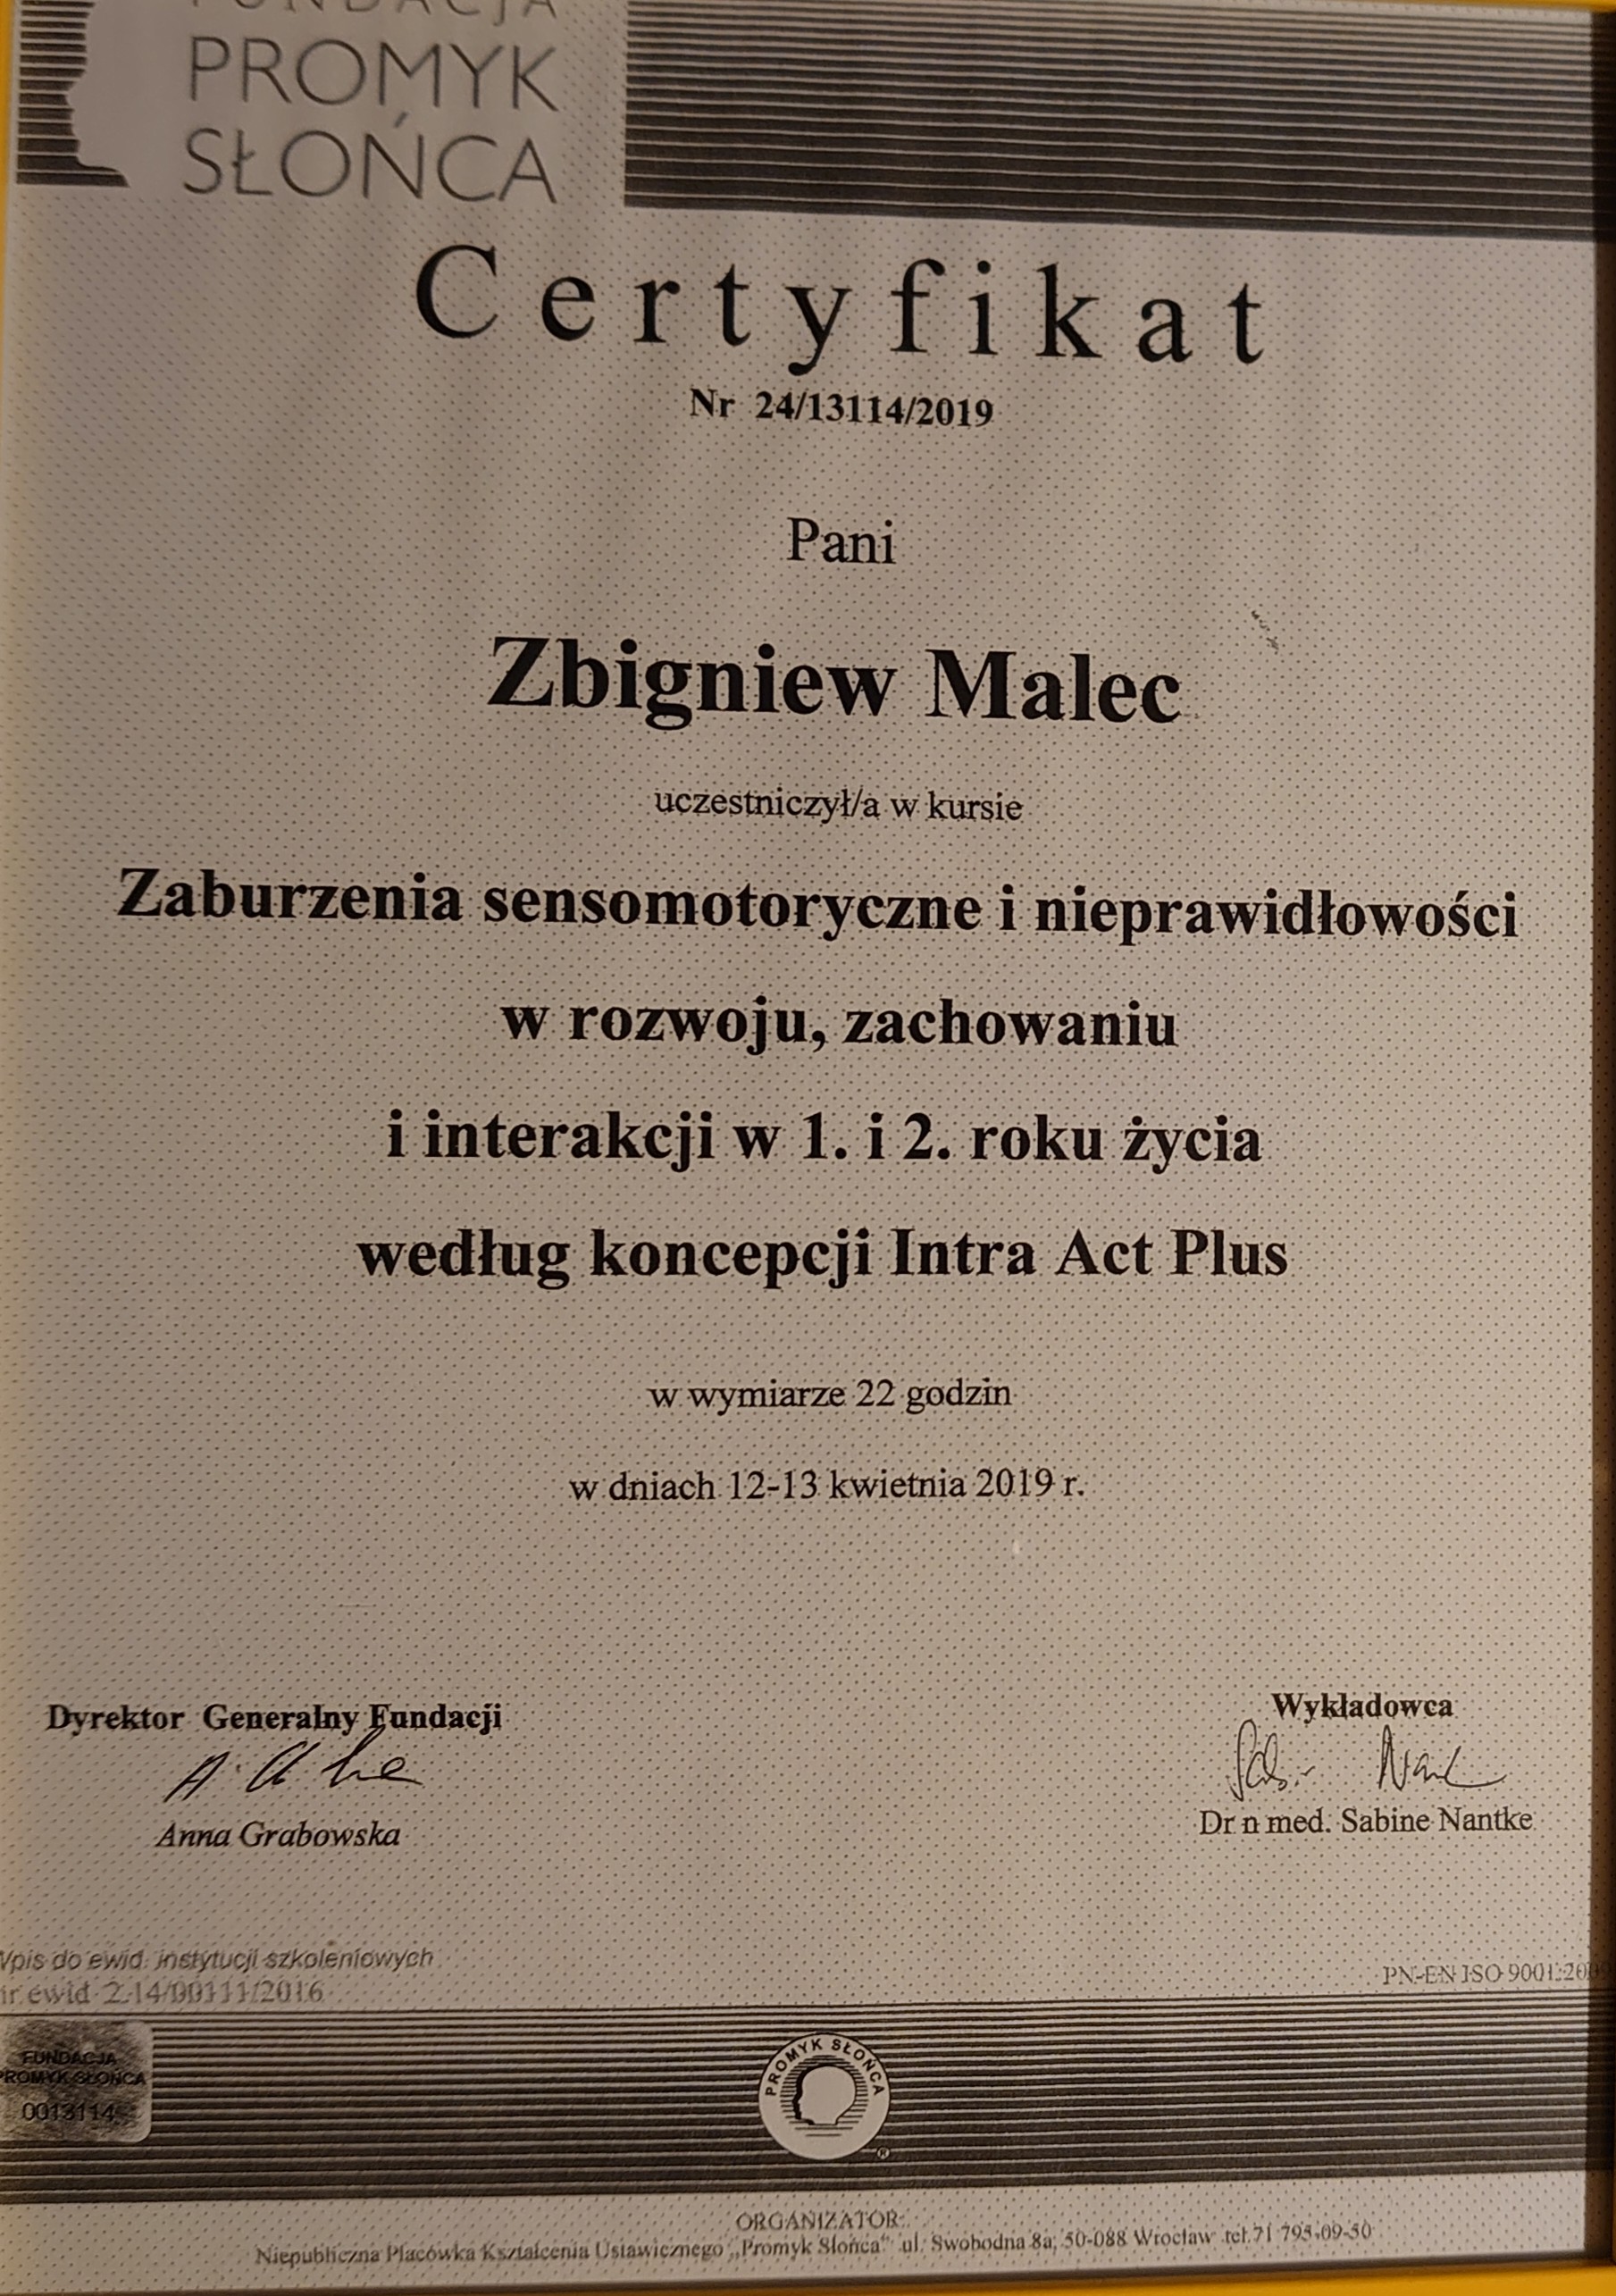 FUNDACJA
PROMYK
SŁOŃCA
Certyfikat
Nr 24/13114/2019
Pani
Zbigniew Malec
uczestniczył/a w kursie
Zaburzenia sensomotoryczne i nieprawidłowości
w rozwoju, zachowaniu
i interakcji w 1. i 2. roku życia
według koncepcji Intra Act Plus
w wymiarze 22 godzin
w dniach 12-13 kwietnia 2019 r.
Dyrektor Generalny Fundacji
Anna Grabowska
Wykładowca
Dr n med. Sabine Nantke
Wpis do ewid. instytucji szkoleniowych
nr ewid 2.14/00111/2016
PN-EN ISO 9001:2009
FUNDACJA
PROMYK SŁOŃCA
0013114
PROMYK SŁOŃCA
®
ORGANIZATOR:
Niepubliczna Placówka Kształcenia Ustawicznego „Promyk Słońca” ul. Swobodna 8a, 50-088 Wrocław tel.71 795-09-50